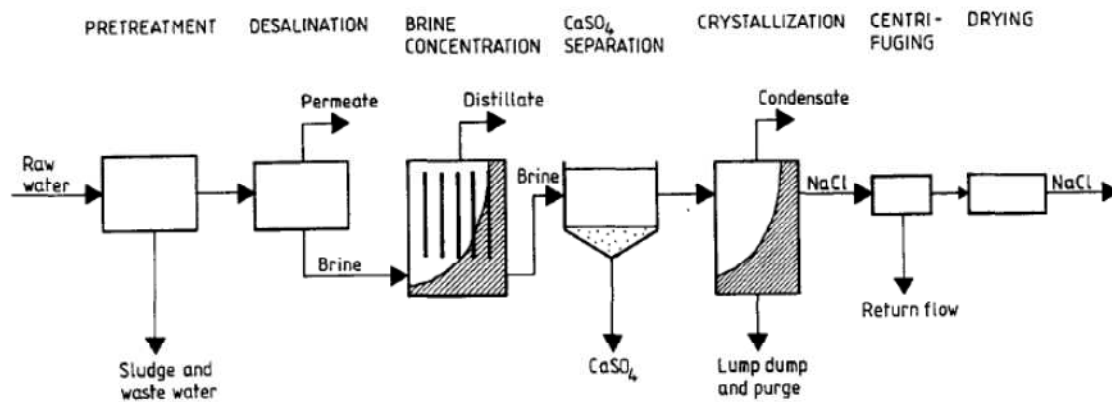 PRETREATMENT
DESALINATION
BRINE
CONCENTRATION
CaSO₄
SEPARATION
CRYSTALLIZATION
CENTRI-
FUGING
DRYING
Permeate
Distillate
Condensate
Raw
water
Brine
Brine
NaCl
NaCl
Sludge and
waste water
CaSO₄
Lump dump
and purge
Return flow